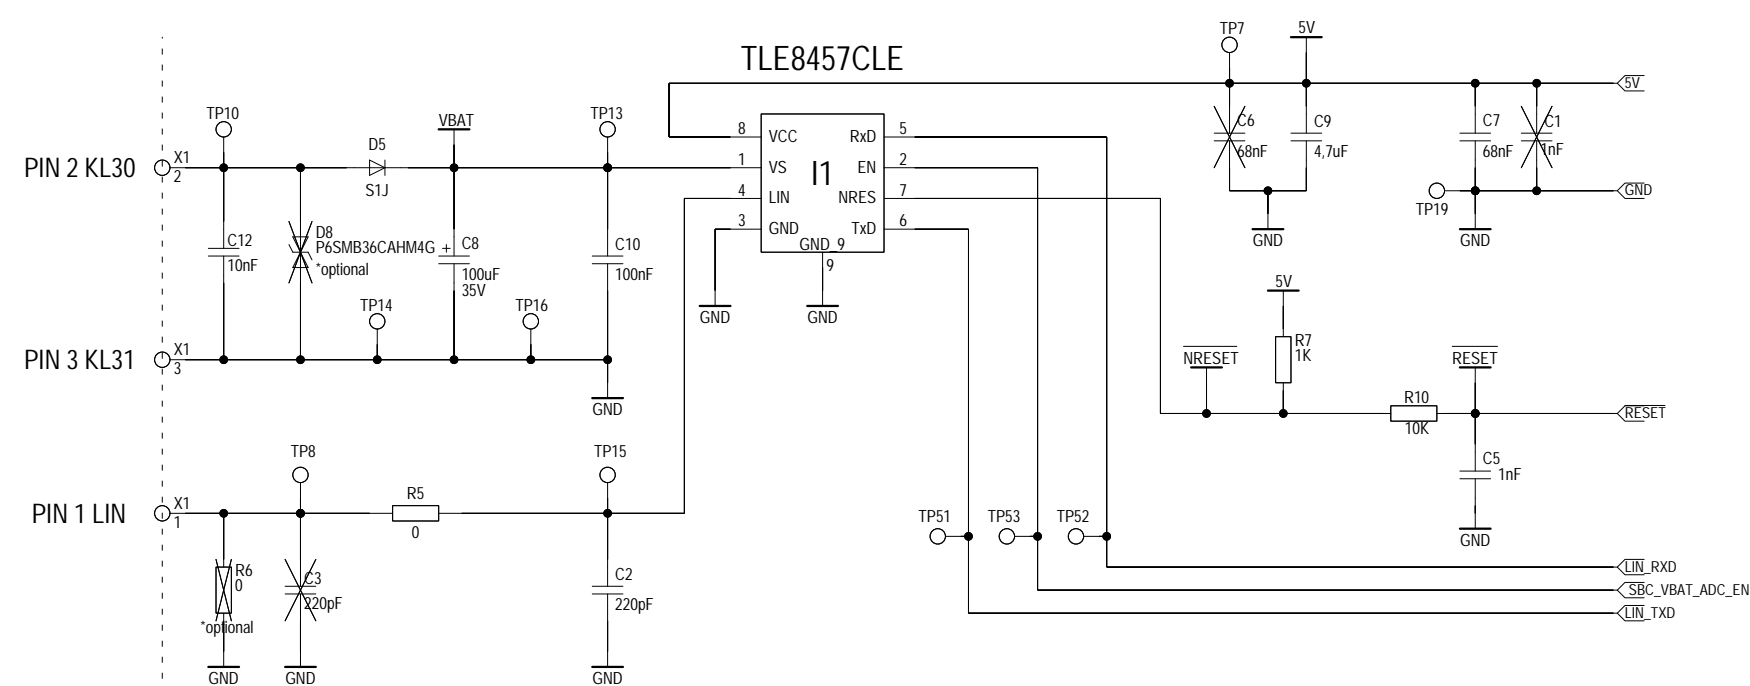 TLE8457CLE
TP7
5V
5V
TP10
VBAT
TP13
D5
S1J
PIN 2 KL30
X1
2
8
VCC
RxD
5
1
VS
EN
2
I1
4
LIN
NRES
7
3
GND
TxD
6
GND_9
9
GND
GND
C6
68nF
C9
4,7uF
C7
68nF
C1
1nF
GND
TP19
GND
GND
C12
10nF
D8
P6SMB36CAHM4G
*optional
+
C8
100uF
35V
C10
100nF
TP14
TP16
PIN 3 KL31
X1
3
GND
5V
R7
1K
NRESET
RESET
R10
10K
RESET
C5
1nF
GND
TP8
TP15
PIN 1 LIN
X1
1
R5
0
R6
0
*optional
C3
220pF
C2
220pF
GND
GND
GND
TP51
TP53
TP52
LIN_RXD
SBC_VBAT_ADC_EN
LIN_TXD